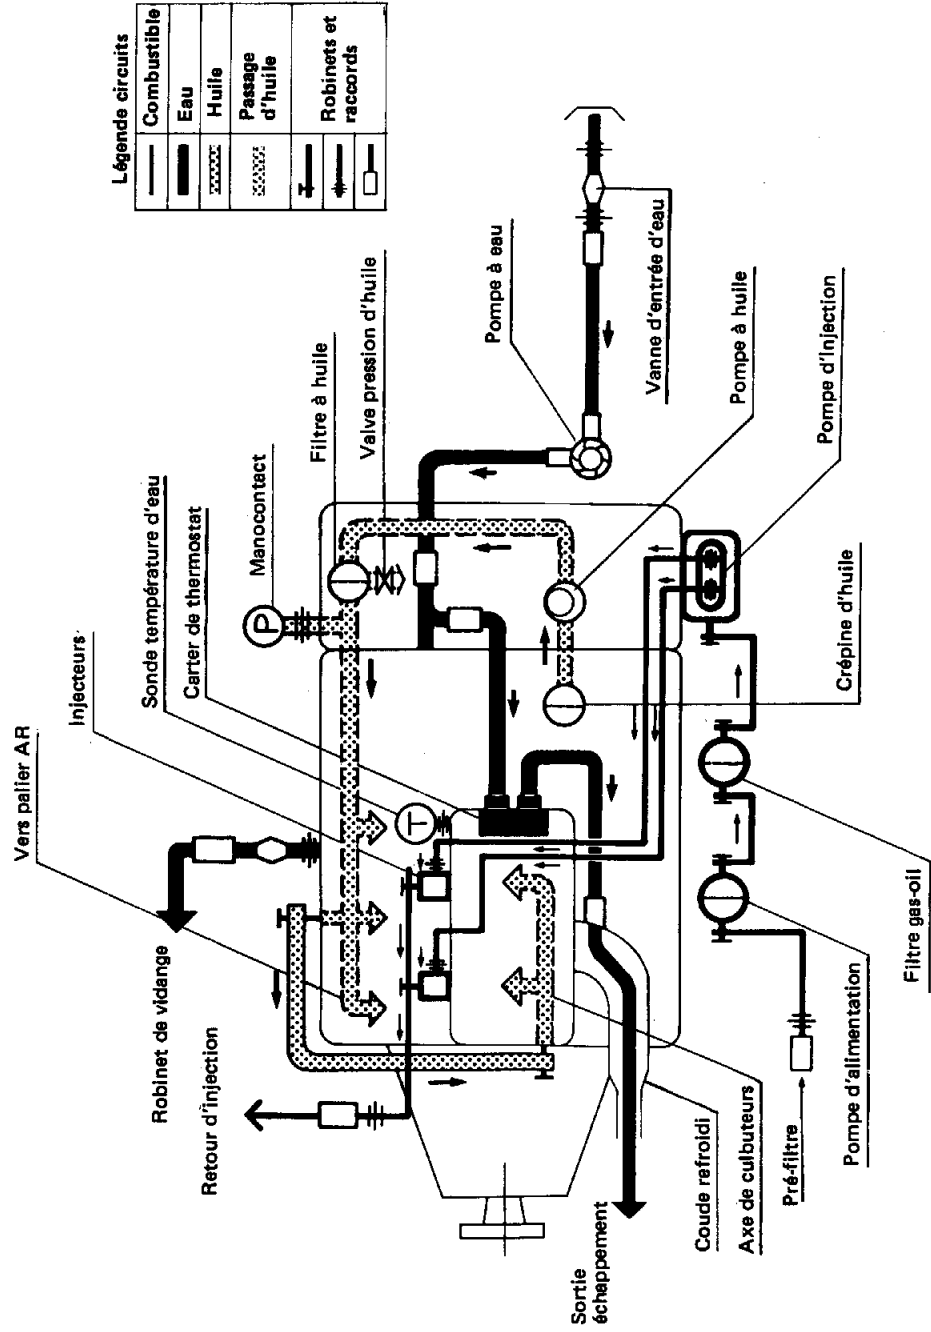 Légende circuits
Combustible
Eau
Huile
Passage
d'huile
Robinets et
raccords
Vers palier AR
Injecteurs
Sonde température d'eau
Carter de thermostat
Manocontact
P
Filtre à huile
Valve pression d'huile
Pompe à eau
Vanne d'entrée d'eau
Pompe à huile
Pompe d'Injection
Crépine d'huile
T
Robinet de vidange
Retour d'injection
Sortie
échappement
Coude refroidi
Axe de culbuteurs
Pré-filtre
Pompe d'alimentation
Filtre gas-oil